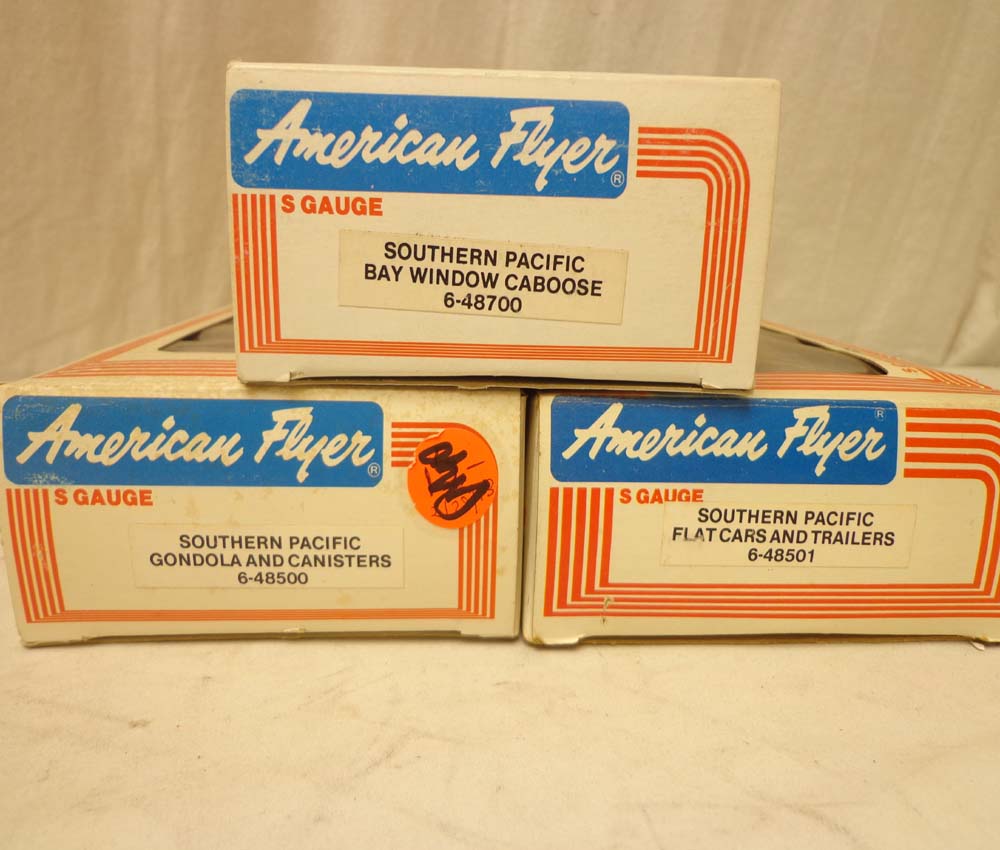 American Flyer®
S GAUGE
SOUTHERN PACIFIC
BAY WINDOW CABOOSE
6-48700
American Flyer®
S GAUGE
SOUTHERN PACIFIC
GONDOLA AND CANISTERS
6-48500
American Flyer®
S GAUGE
SOUTHERN PACIFIC
FLAT CARS AND TRAILERS
6-48501